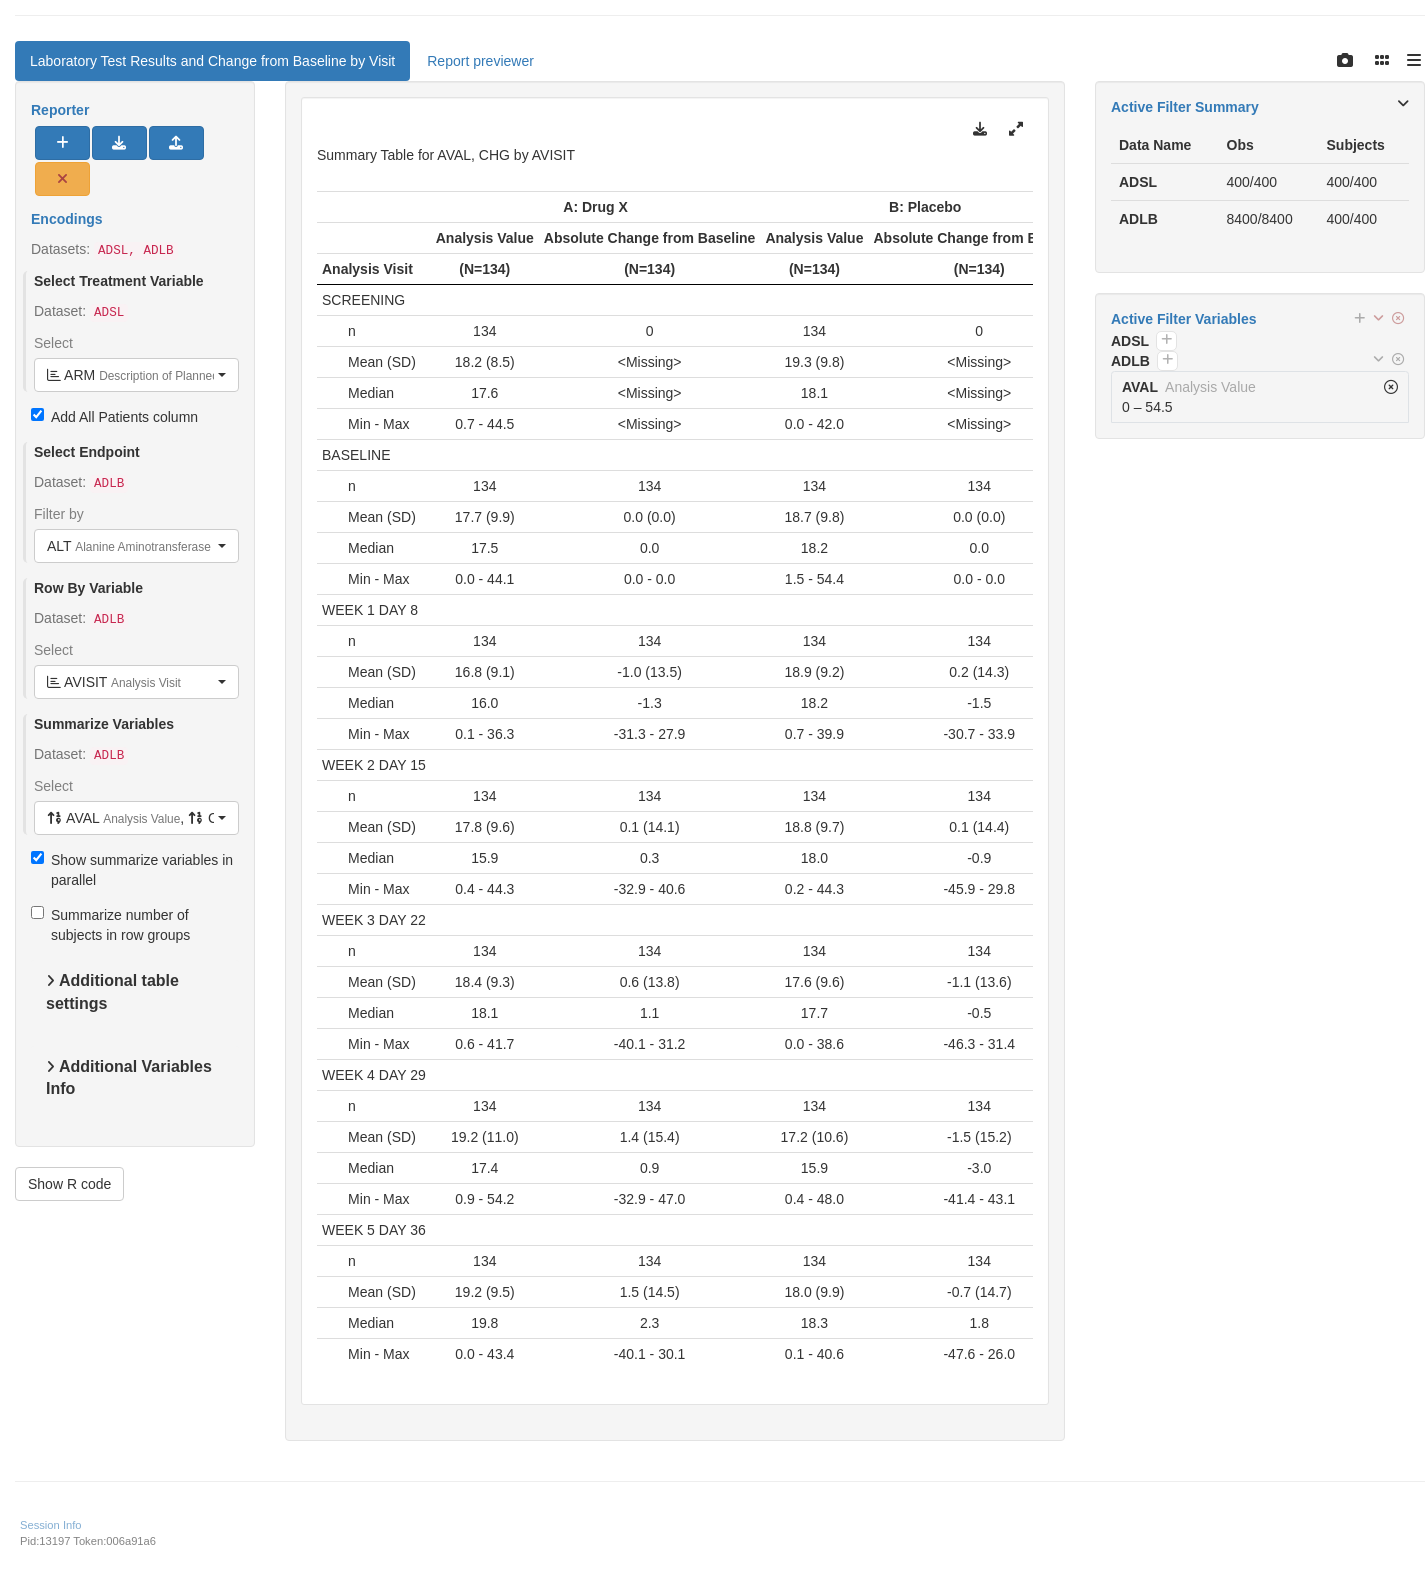 Laboratory Test Results and Change from Baseline by Visit
Report previewer
Reporter
Encodings
Datasets: ADSL, ADLB
Select Treatment Variable
Dataset: ADSL
Select
ARM Description of Planned
Add All Patients column
Select Endpoint
Dataset: ADLB
Filter by
ALT Alanine Aminotransferase
Row By Variable
Dataset: ADLB
Select
AVISIT Analysis Visit
Summarize Variables
Dataset: ADLB
Select
AVAL Analysis Value,
Show summarize variables in
parallel
Summarize number of
subjects in row groups
Additional table
settings
Additional Variables
Info
Show R code
Summary Table for AVAL, CHG by AVISIT
A: Drug X B: Placebo
Analysis Value Absolute Change from Baseline Analysis Value Absolute Change from
Analysis Visit (N=134) (N=134) (N=134) (N=134)
SCREENING
n 134 0 134 0
Mean (SD) 18.2 (8.5) <Missing> 19.3 (9.8) <Missing>
Median 17.6 <Missing> 18.1 <Missing>
Min - Max 0.7 - 44.5 <Missing> 0.0 - 42.0 <Missing>
BASELINE
n 134 134 134 134
Mean (SD) 17.7 (9.9) 0.0 (0.0) 18.7 (9.8) 0.0 (0.0)
Median 17.5 0.0 18.2 0.0
Min - Max 0.0 - 44.1 0.0 - 0.0 1.5 - 54.4 0.0 - 0.0
WEEK 1 DAY 8
n 134 134 134 134
Mean (SD) 16.8 (9.1) -1.0 (13.5) 18.9 (9.2) 0.2 (14.3)
Median 16.0 -1.3 18.2 -1.5
Min - Max 0.1 - 36.3 -31.3 - 27.9 0.7 - 39.9 -30.7 - 33.9
WEEK 2 DAY 15
n 134 134 134 134
Mean (SD) 17.8 (9.6) 0.1 (14.1) 18.8 (9.7) 0.1 (14.4)
Median 15.9 0.3 18.0 -0.9
Min - Max 0.4 - 44.3 -32.9 - 40.6 0.2 - 44.3 -45.9 - 29.8
WEEK 3 DAY 22
n 134 134 134 134
Mean (SD) 18.4 (9.3) 0.6 (13.8) 17.6 (9.6) -1.1 (13.6)
Median 18.1 1.1 17.7 -0.5
Min - Max 0.6 - 41.7 -40.1 - 31.2 0.0 - 38.6 -46.3 - 31.4
WEEK 4 DAY 29
n 134 134 134 134
Mean (SD) 19.2 (11.0) 1.4 (15.4) 17.2 (10.6) -1.5 (15.2)
Median 17.4 0.9 15.9 -3.0
Min - Max 0.9 - 54.2 -32.9 - 47.0 0.4 - 48.0 -41.4 - 43.1
WEEK 5 DAY 36
n 134 134 134 134
Mean (SD) 19.2 (9.5) 1.5 (14.5) 18.0 (9.9) -0.7 (14.7)
Median 19.8 2.3 18.3 1.8
Min - Max 0.0 - 43.4 -40.1 - 30.1 0.1 - 40.6 -47.6 - 26.0
Active Filter Summary
Data Name Obs Subjects
ADSL 400/400 400/400
ADLB 8400/8400 400/400
Active Filter Variables
ADSL
ADLB
AVAL Analysis Value
0 – 54.5
Session Info
Pid:13197 Token:006a91a6